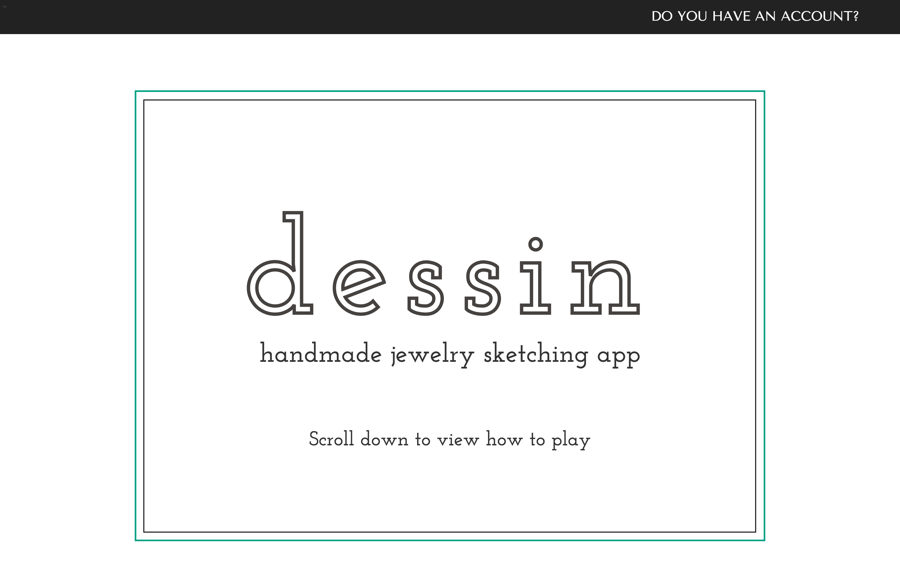 DO YOU HAVE AN ACCOUNT?
dessin
handmade jewelry sketching app
Scroll down to view how to play